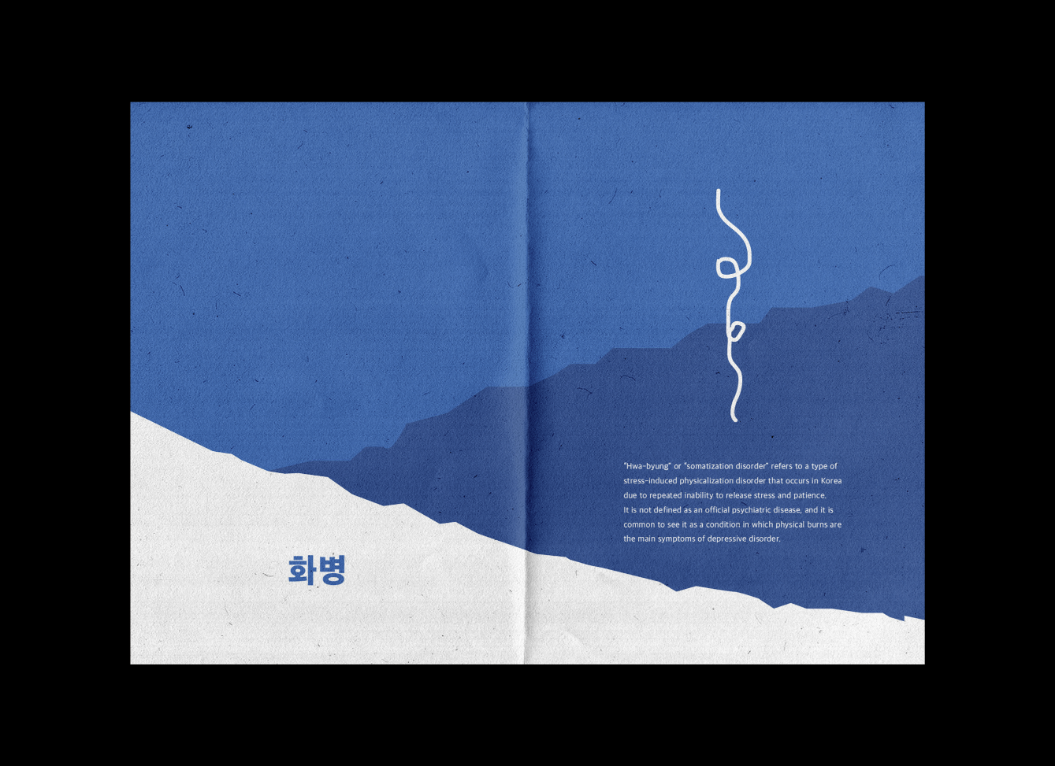 화병
"Hwa-byung" or "somatization disorder" refers to a type of
stress-induced physicalization disorder that occurs in Korea
due to repeated inability to release stress and patience.
It is not defined as an official psychiatric disease, and it is
common to see it as a condition in which physical burns are
the main symptoms of depressive disorder.